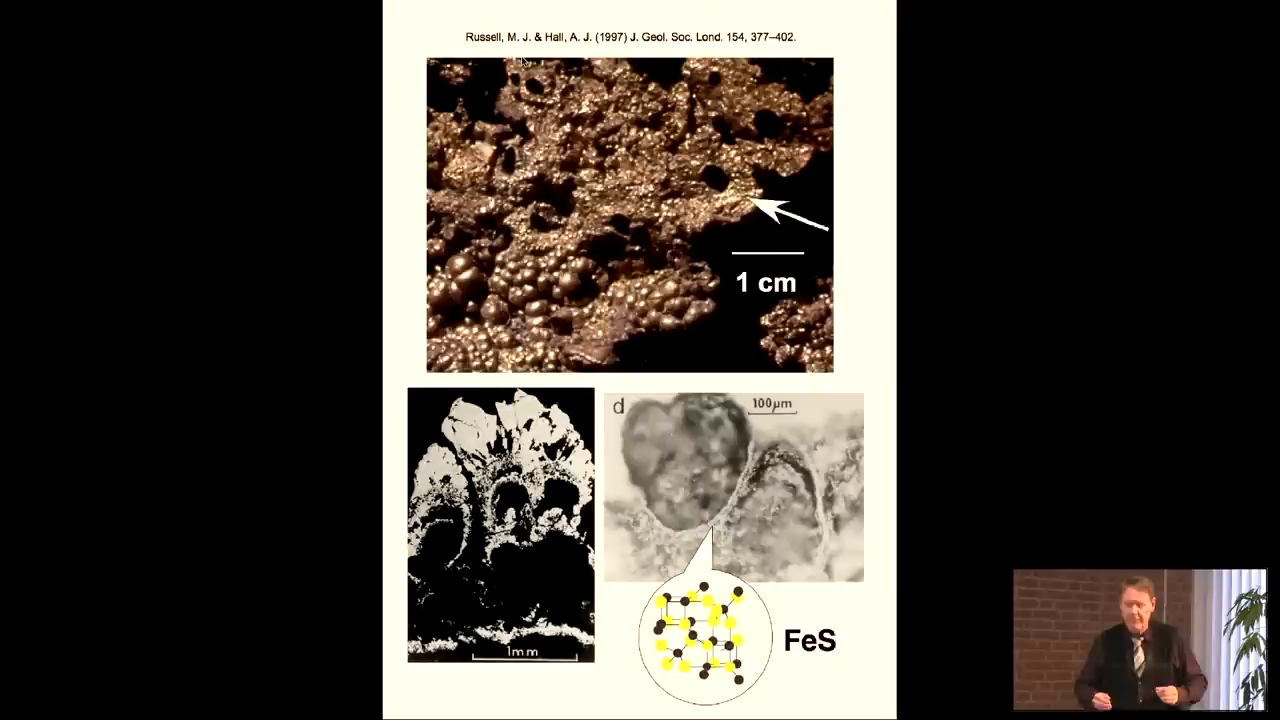 Russell, M. J. & Hall, A. J. (1997) J. Geol. Soc. Lond. 154, 377–402.
1 cm
d
100µm
1mm
FeS